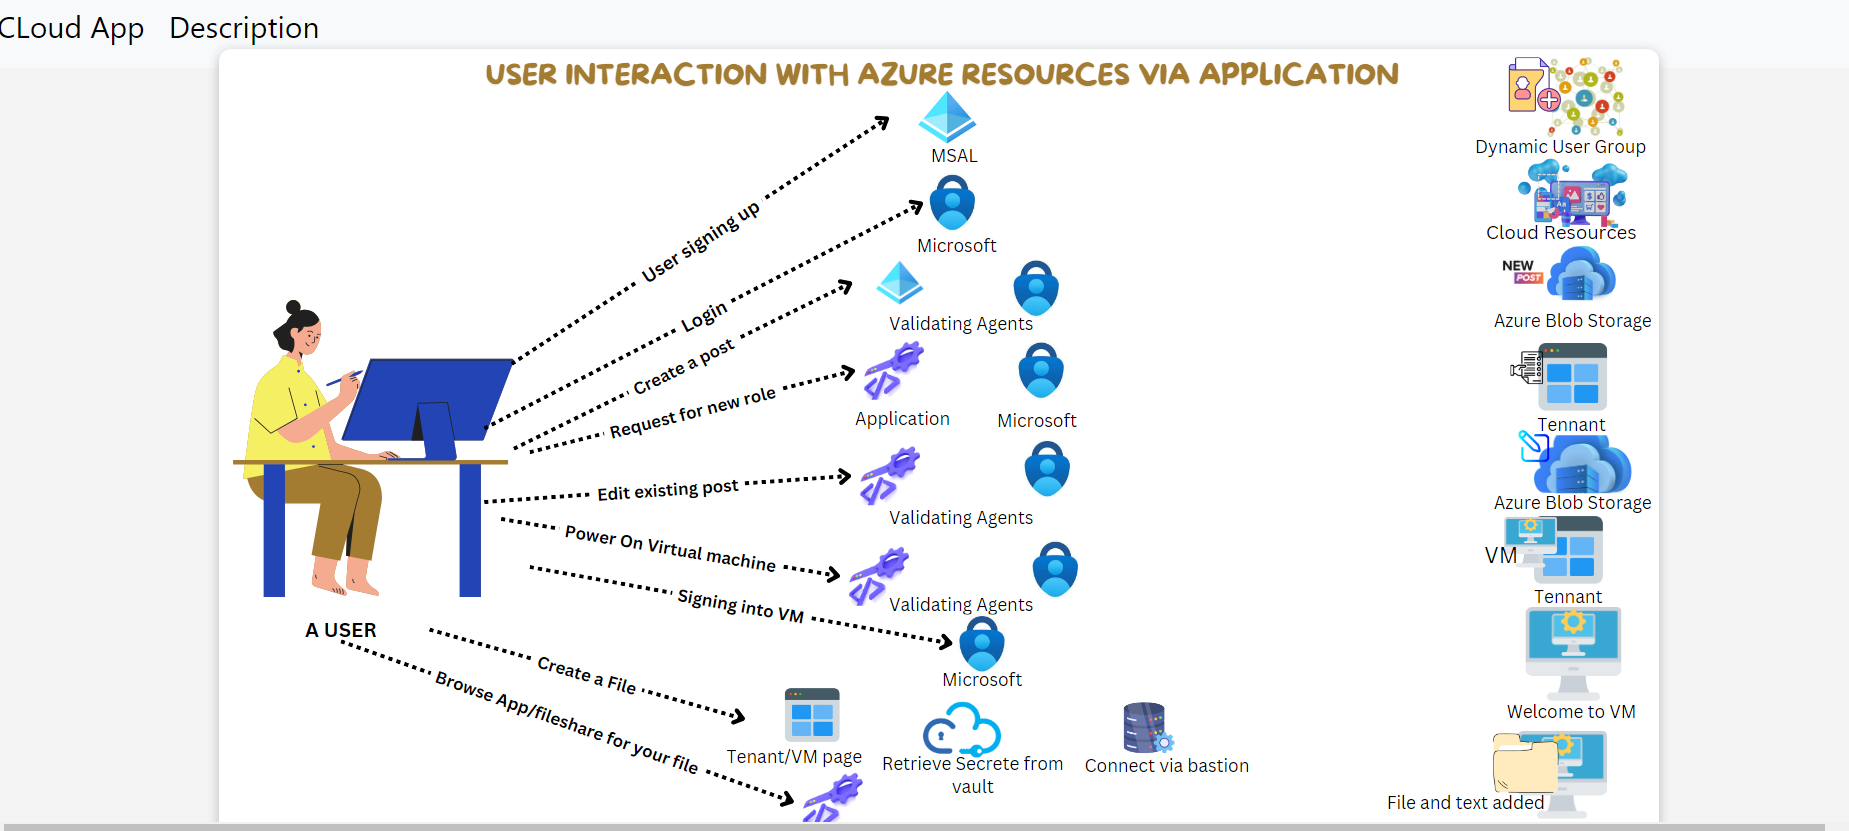 CLoud App Description
USER INTERACTION WITH AZURE RESOURCES VIA APPLICATION
MSAL
Dynamic User Group
User signing up
Microsoft
Cloud Resources
Login
Validating Agents
NEW
POST
Azure Blob Storage
Create a post
Application
Microsoft
Tennant
Request for new role
Edit existing post
Validating Agents
Azure Blob Storage
Power On Virtual machine
Validating Agents
VM
Tennant
Signing into VM
A USER
Microsoft
Welcome to VM
Create a File
Tenant/VM page
Retrieve Secrete from
vault
Connect via bastion
Browse App/fileshare for your file
File and text added